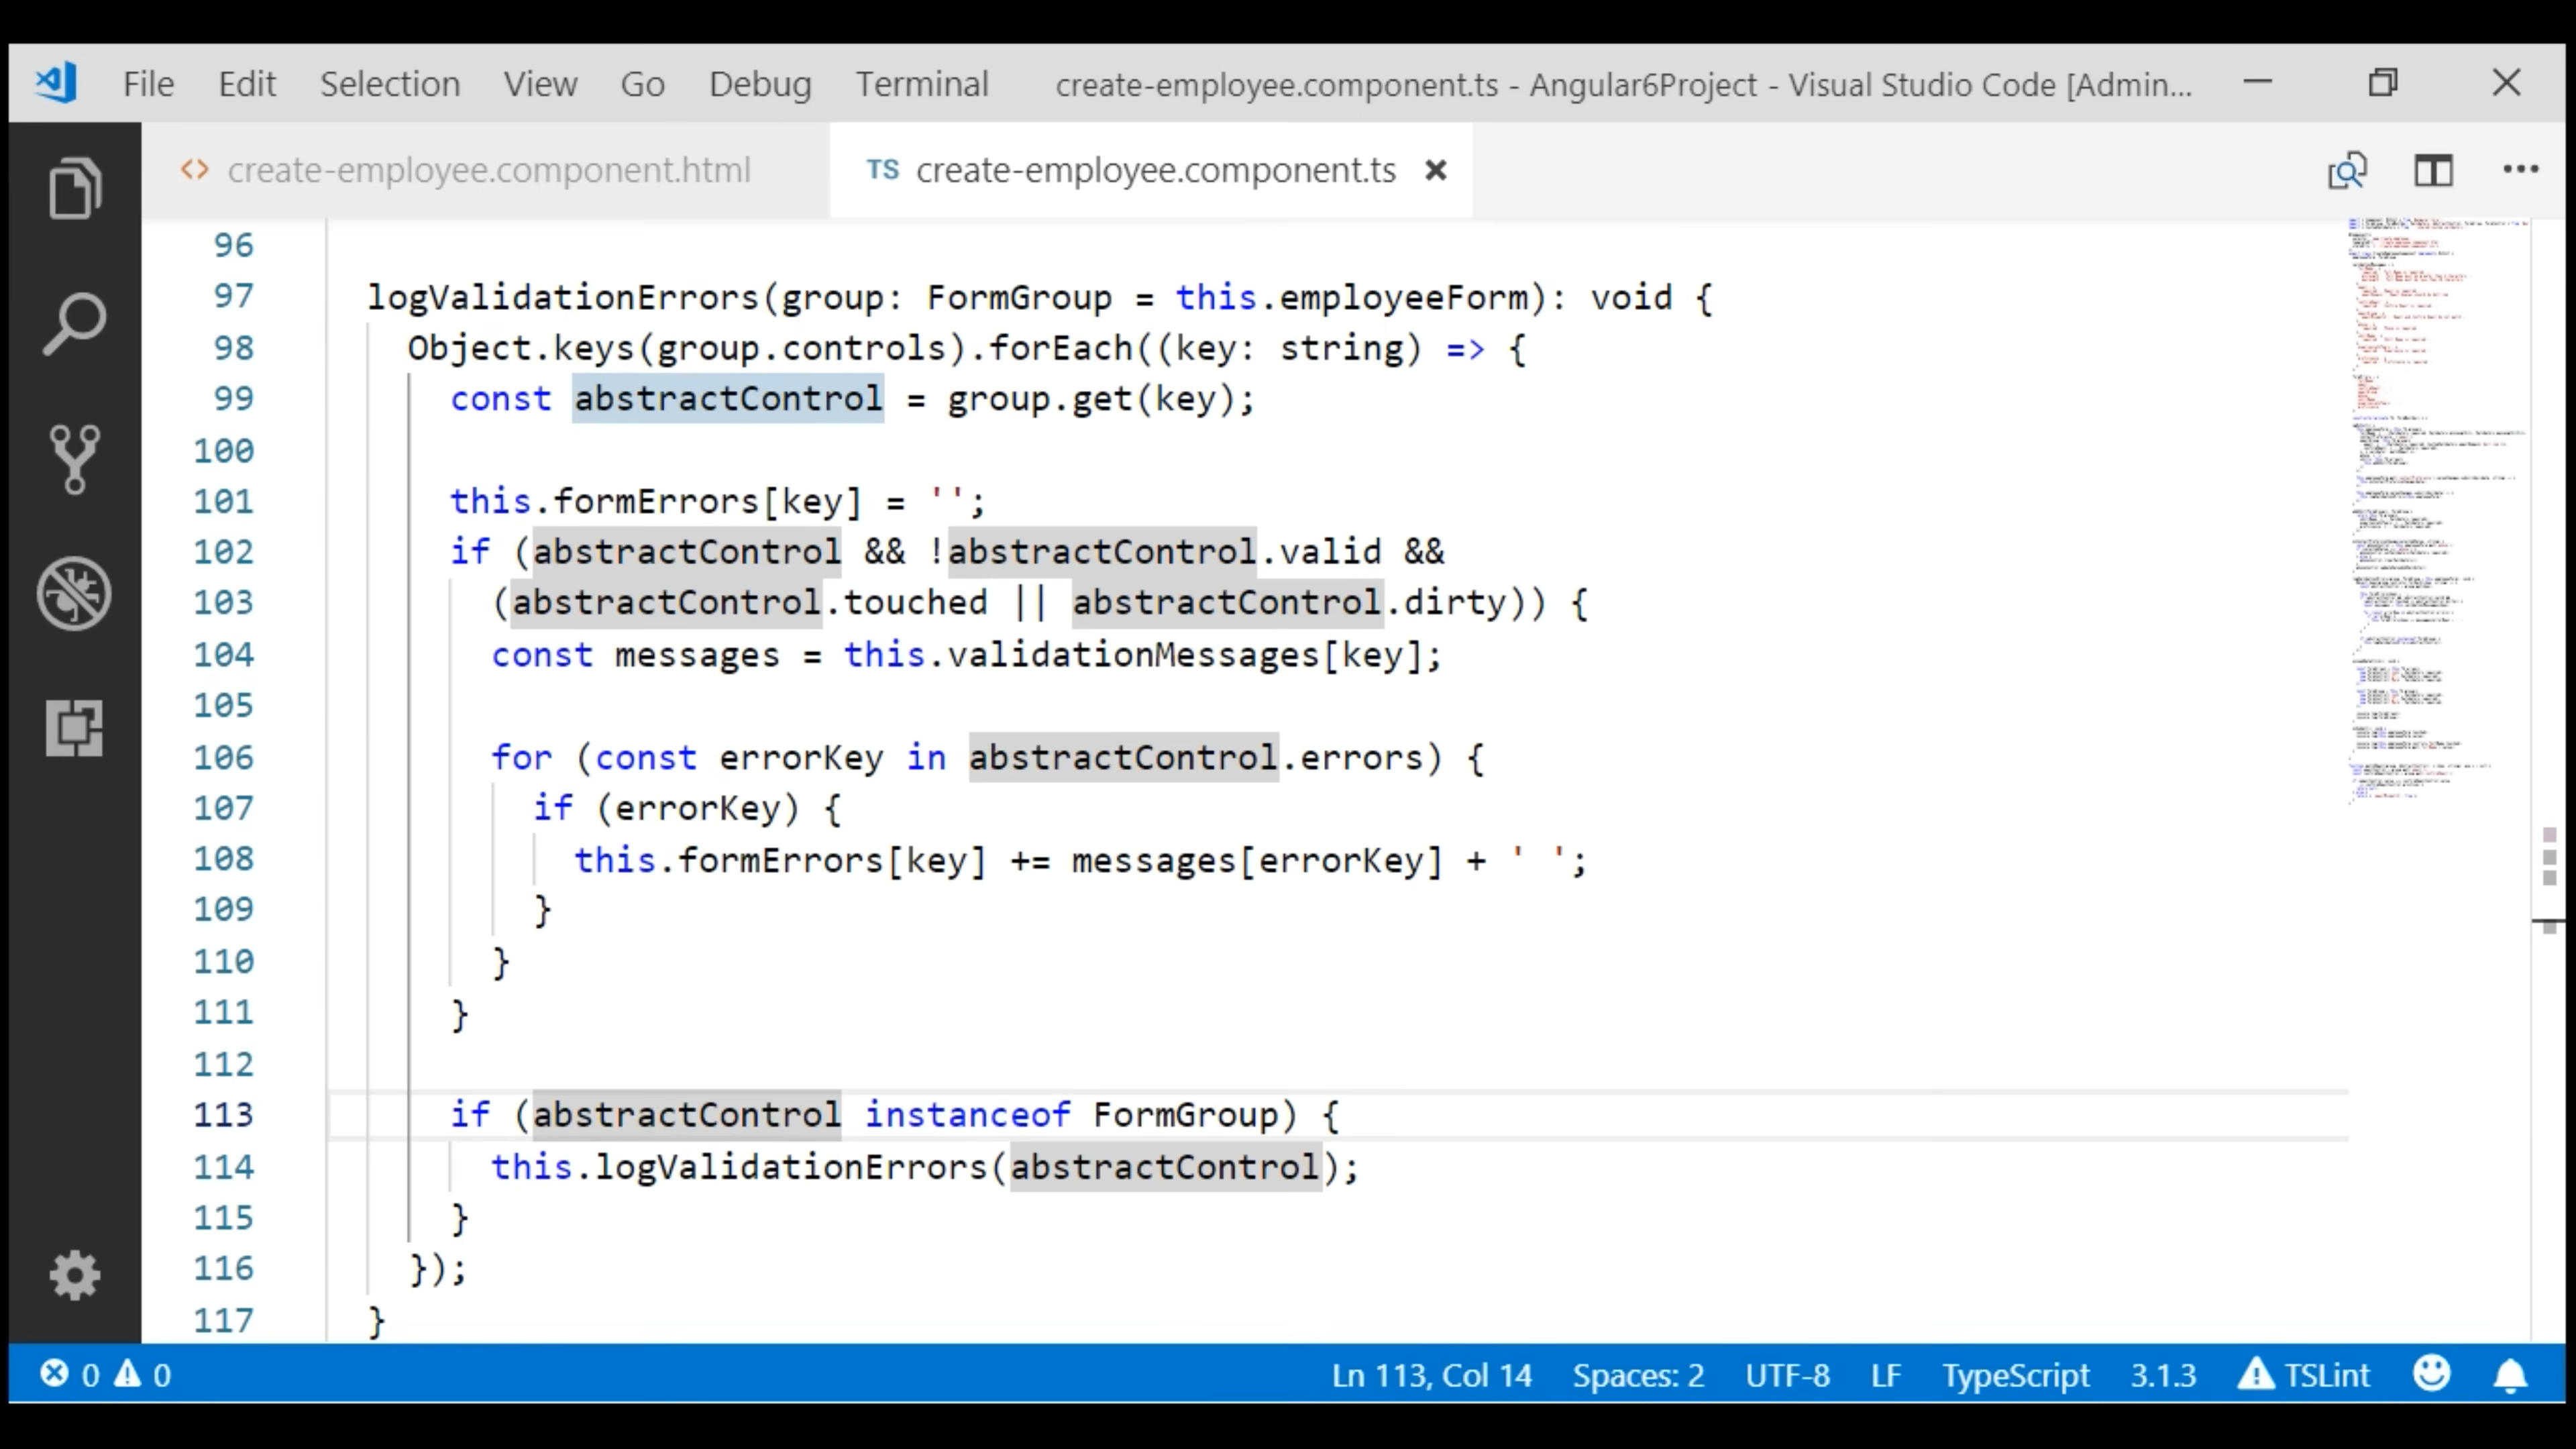 File Edit Selection View Go Debug Terminal create-employee.component.ts - Angular6Project - Visual Studio Code [Admin...
create-employee.component.html TS create-employee.component.ts
96
97 logValidationErrors(group: FormGroup = this.employeeForm): void {
98 Object.keys(group.controls).forEach((key: string) => {
99 const abstractControl = group.get(key);
100
101 this.formErrors[key] = '';
102 if (abstractControl && !abstractControl.valid &&
103 (abstractControl.touched || abstractControl.dirty)) {
104 const messages = this.validationMessages[key];
105
106 for (const errorKey in abstractControl.errors) {
107 if (errorKey) {
108 this.formErrors[key] += messages[errorKey] + ' ';
109 }
110 }
111 }
112
113 if (abstractControl instanceof FormGroup) {
114 this.logValidationErrors(abstractControl);
115 }
116 });
117 }
0 0 Ln 113, Col 14 Spaces: 2 UTF-8 LF TypeScript 3.1.3 TSLint